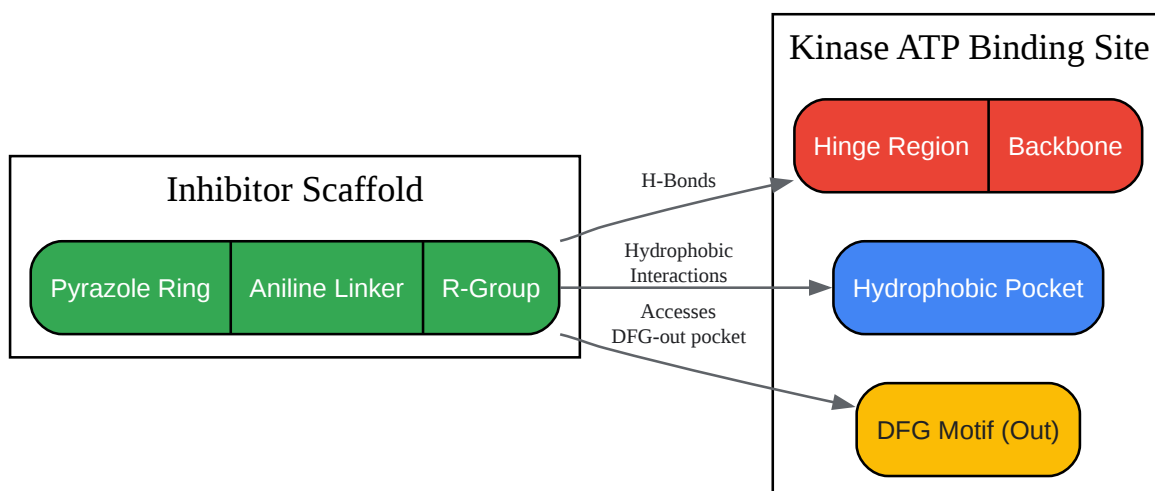 Inhibitor Scaffold
Pyrazole Ring
Aniline Linker
R-Group
H-Bonds
Hydrophobic
Interactions
Accesses
DFG-out pocket
Kinase ATP Binding Site
Hinge Region
Backbone
Hydrophobic Pocket
DFG Motif (Out)